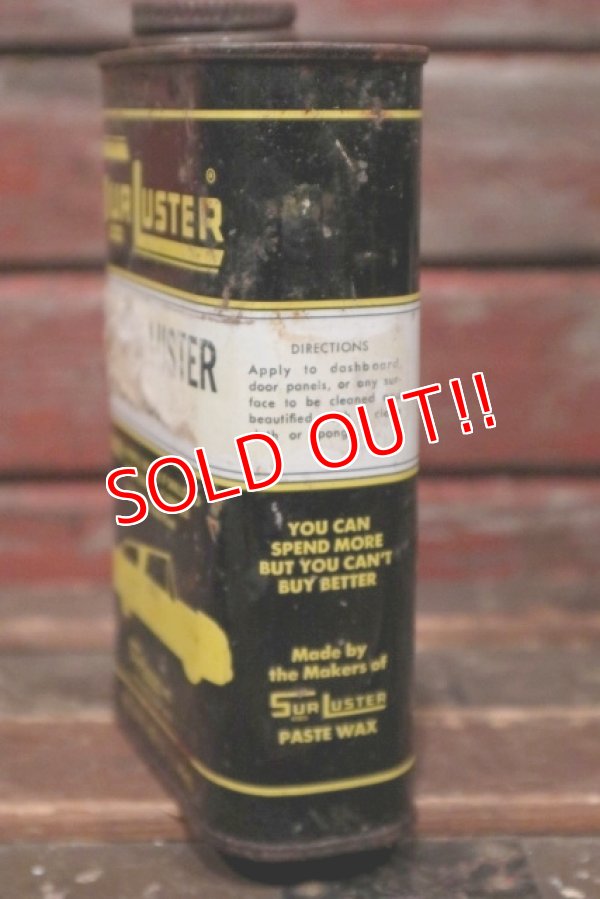 SUR LUSTER ®
DIRECTIONS
Apply to dashboard,
door panels, or any sur-
face to be cleaned
beautified
or
SOLD OUT!!
YOU CAN
SPEND MORE
BUT YOU CAN'T
BUY BETTER
Made by
the Makers of
SUR LUSTER
PASTE WAX